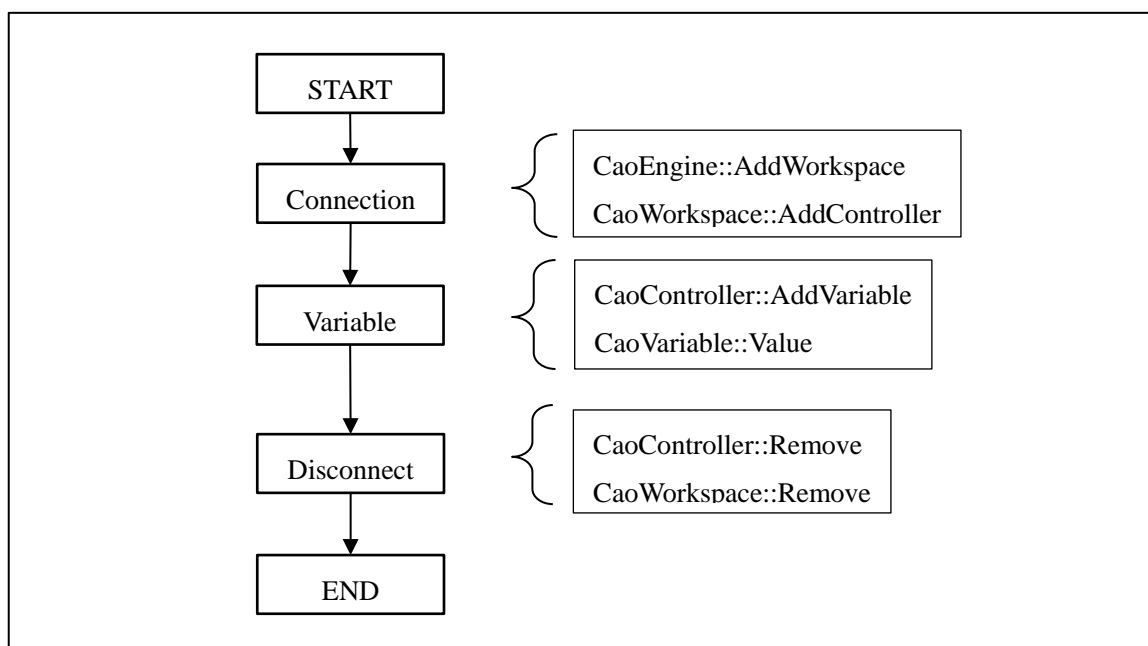 START
Connection
CaoEngine::AddWorkspace
CaoWorkspace::AddController
Variable
CaoController::AddVariable
CaoVariable::Value
Disconnect
CaoController::Remove
CaoWorkspace::Remove
END